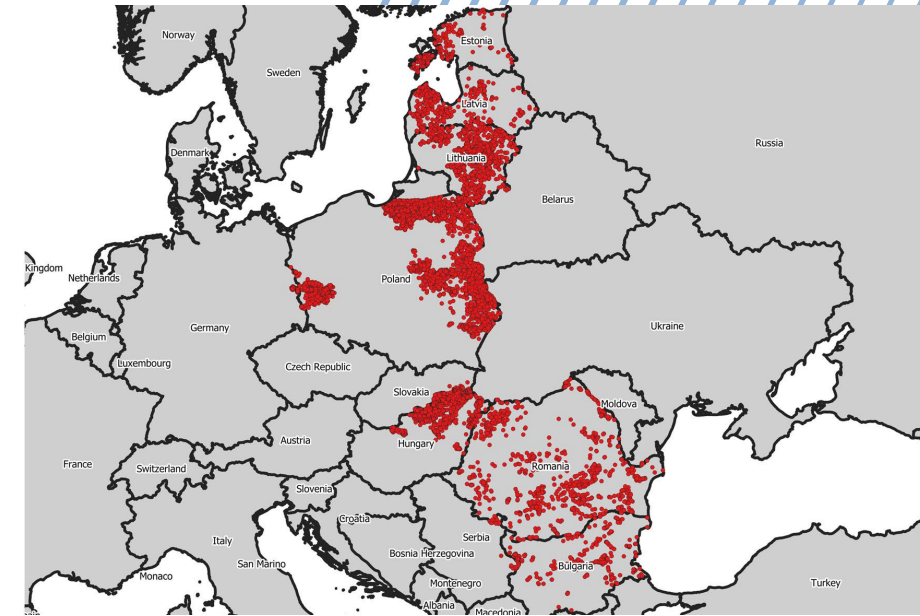 Norway
Estonia
Sweden
Latvia
Russia
Denmark
Lithuania
Belarus
Kingdom
Netherlands
Poland
Germany
Ukraine
Belgium
Luxembourg
Czech Republic
Slovakia
Moldova
Austria
Hungary
France
Switzerland
Romania
Slovenia
Croatia
Serbia
Italy
Bosnia Herzegovina
San Marino
Bulgaria
Monaco
Montenegro
Turkey
Albania
Macedonia